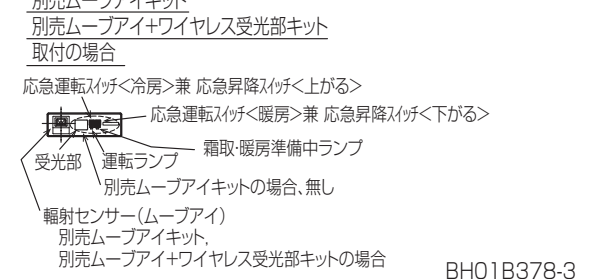 別売ムーブアイキット
別売ムーブアイ+ワイヤレス受光部キット
取付の場合
応急運転スイッチ<冷房>兼 応急昇降スイッチ<上がる>
応急運転スイッチ<暖房>兼 応急昇降スイッチ<下がる>
霜取・暖房準備中ランプ
受光部
運転ランプ
別売ムーブアイキットの場合、無し
輻射センサー(ムーブアイ)
別売ムーブアイキット,
別売ムーブアイ+ワイヤレス受光部キットの場合
BH01B378-3